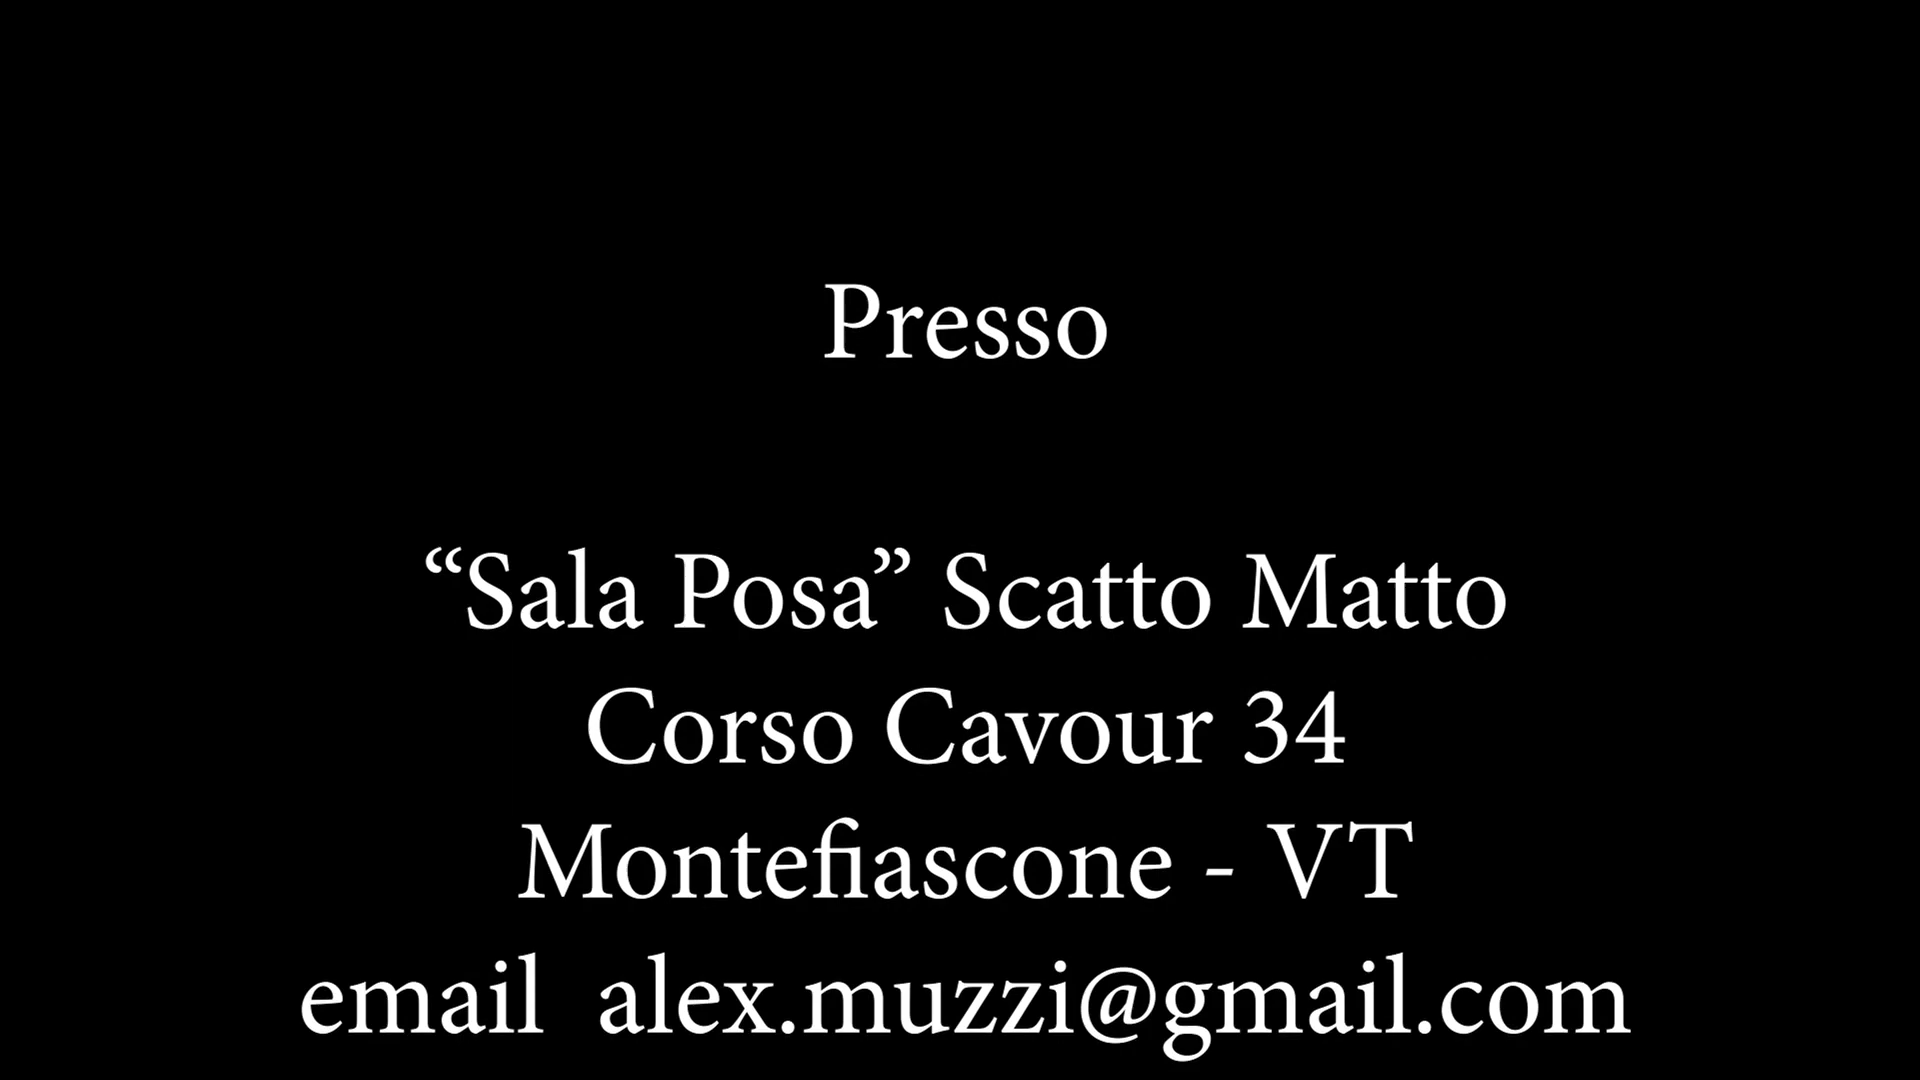 Presso
“Sala Posa” Scatto Matto
Corso Cavour 34
Montefiascone - VT
email  alex.muzzi@gmail.com